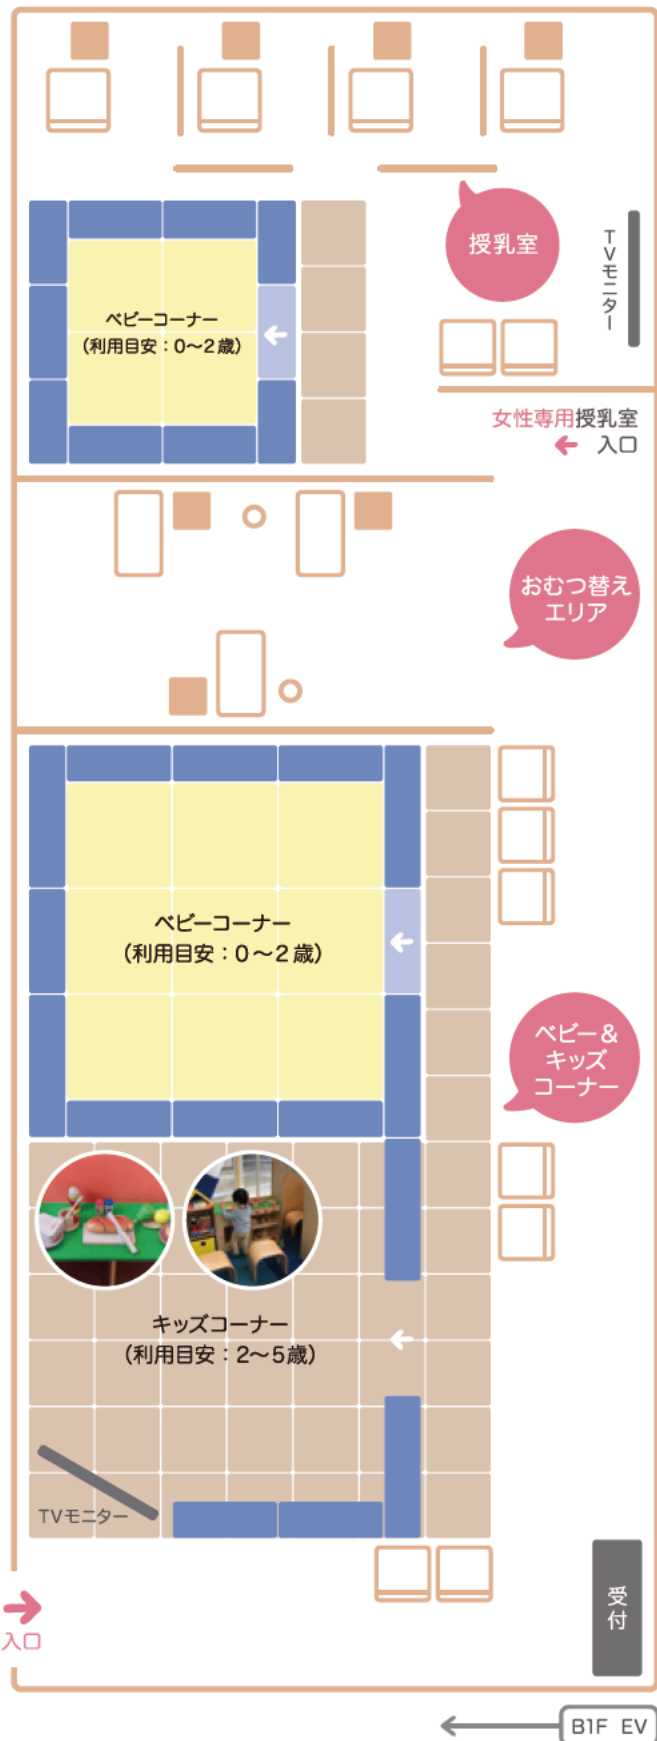 授乳室
TVモニター
ベビーコーナー
(利用目安：0～2歳)
女性専用授乳室
入口
おむつ替え
エリア
ベビーコーナー
(利用目安：0～2歳)
ベビー＆
キッズ
コーナー
キッズコーナー
(利用目安：2～5歳)
TVモニター
受付
入口
B1F EV